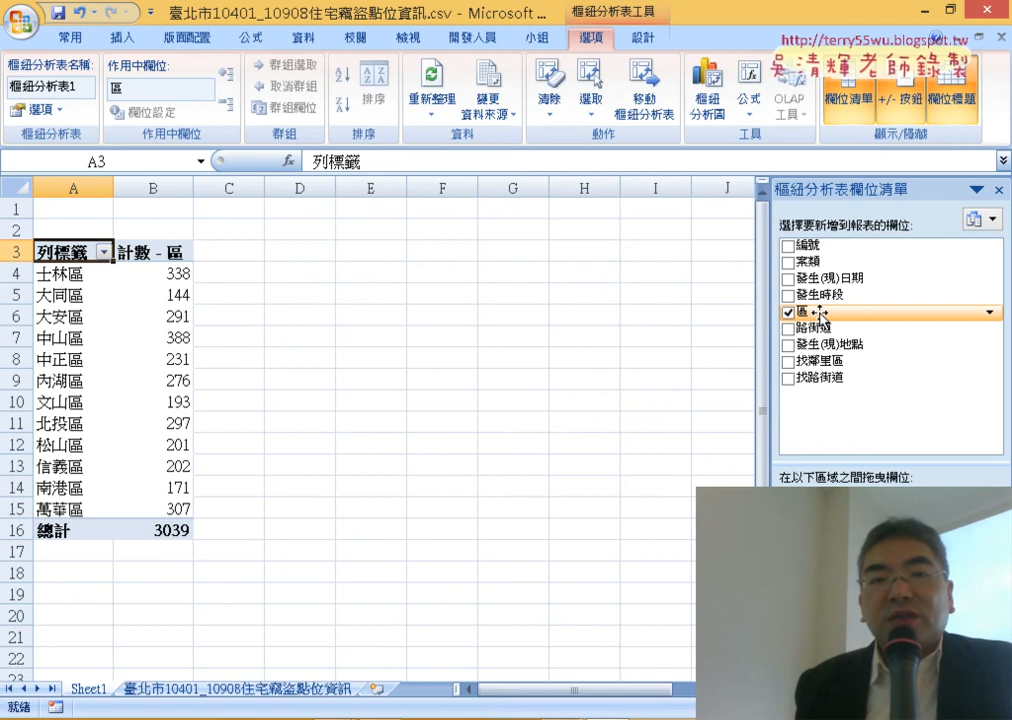 臺北市10401_10908住宅竊盜點位資訊.csv - Microsoft ...
樞紐分析表工具
常用 插入 版面配置 公式 資料 校閱 檢視 開發人員 小組 選項 設計
http://terry55wu.blogspot.tw
吳清輝老師錄製
樞紐分析表名稱:
樞紐分析表1
選項
樞紐分析表
作用中欄位:
區
欄位設定
作用中欄位
群組選取
取消群組
群組欄位
群組
排序
排序
重新整理
變更
資料來源
資料
清除
選取
移動
樞紐分析表
動作
樞紐
分析圖
公式
OLAP
工具
工具
欄位清單
+/- 按鈕
欄位標題
顯示/隱藏
A3
fx
列標籤
A B C D E F G H I J
1
2
3 列標籤 計數 - 區
4 士林區 338
5 大同區 144
6 大安區 291
7 中山區 388
8 中正區 231
9 內湖區 276
10 文山區 193
11 北投區 297
12 松山區 201
13 信義區 202
14 南港區 171
15 萬華區 307
16 總計 3039
17
18
19
20
21
22
23
樞紐分析表欄位清單
選擇要新增到報表的欄位:
編號
案類
發生(現)日期
發生時段
區
路街道
發生(現)地點
找鄰里區
找路街道
在以下區域之間拖曳欄位:
Sheet1 臺北市10401_10908住宅竊盜點位資訊
就緒